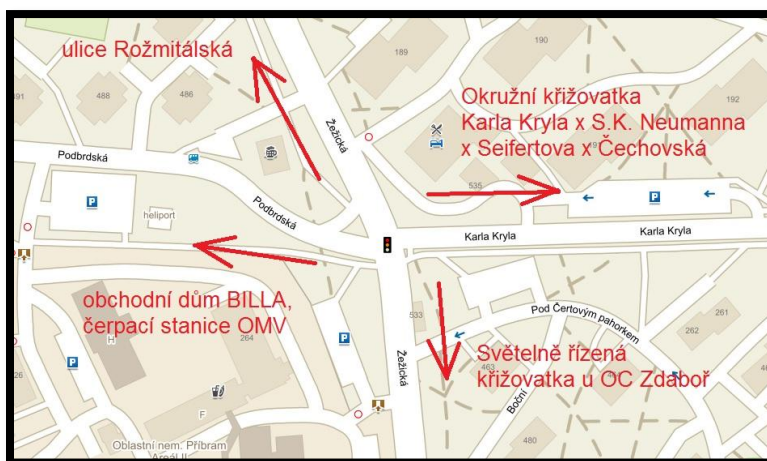 ulice Rožmitálská
189
190
191
488
486
192
Žežická
Okružní křižovatka
Karla Kryla x S.K. Neumanna
x Seifertova x Čechovská
Podbrdská
P
535
P
heliport
Podbrdská
Karla Kryla
Karla Kryla
obchodní dům BILLA,
čerpací stanice OMV
533
Pod Čertovým pahorkem
261
262
H
264
P
P
Světelně řízená
křižovatka u OC Zdaboř
463
Žežická
Boční
26
F
480
Oblastní nem. Příbram
Areál II